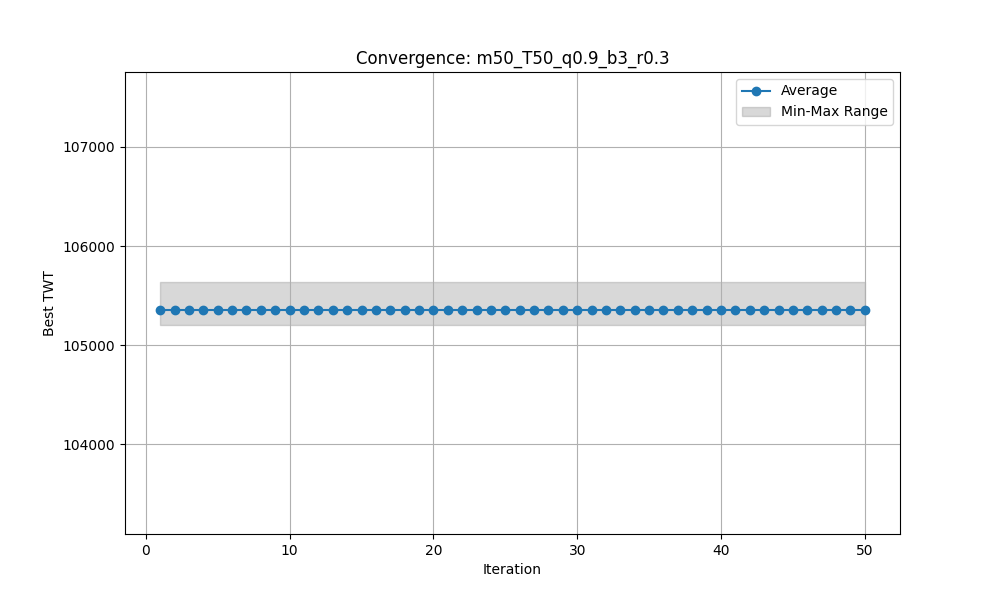 Convergence: m50_T50_q0.9_b3_r0.3
Average
Min-Max Range
107000
106000
105000
104000
Best TWT
0 10 20 30 40 50
Iteration